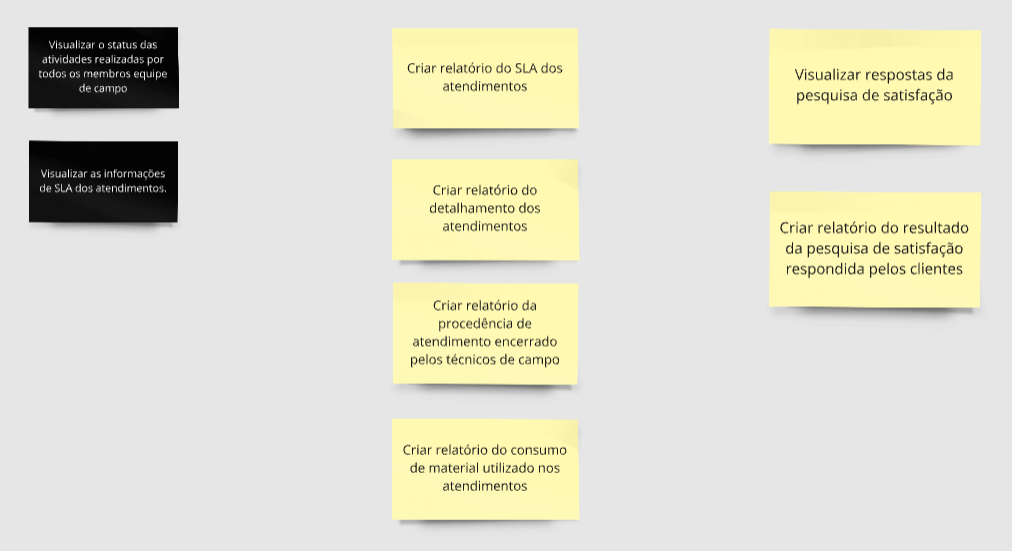 Visualizar o status das
atividades realizadas por
todos os membros equipe
de campo
Visualizar as informações
de SLA dos atendimentos.
Criar relatório do SLA dos
atendimentos
Criar relatório do
detalhamento dos
atendimentos
Criar relatório da
procedência de
atendimento encerrado
pelos técnicos de campo
Criar relatório do consumo
de material utilizado nos
atendimentos
Visualizar respostas da
pesquisa de satisfação
Criar relatório do resultado
da pesquisa de satisfação
respondida pelos clientes